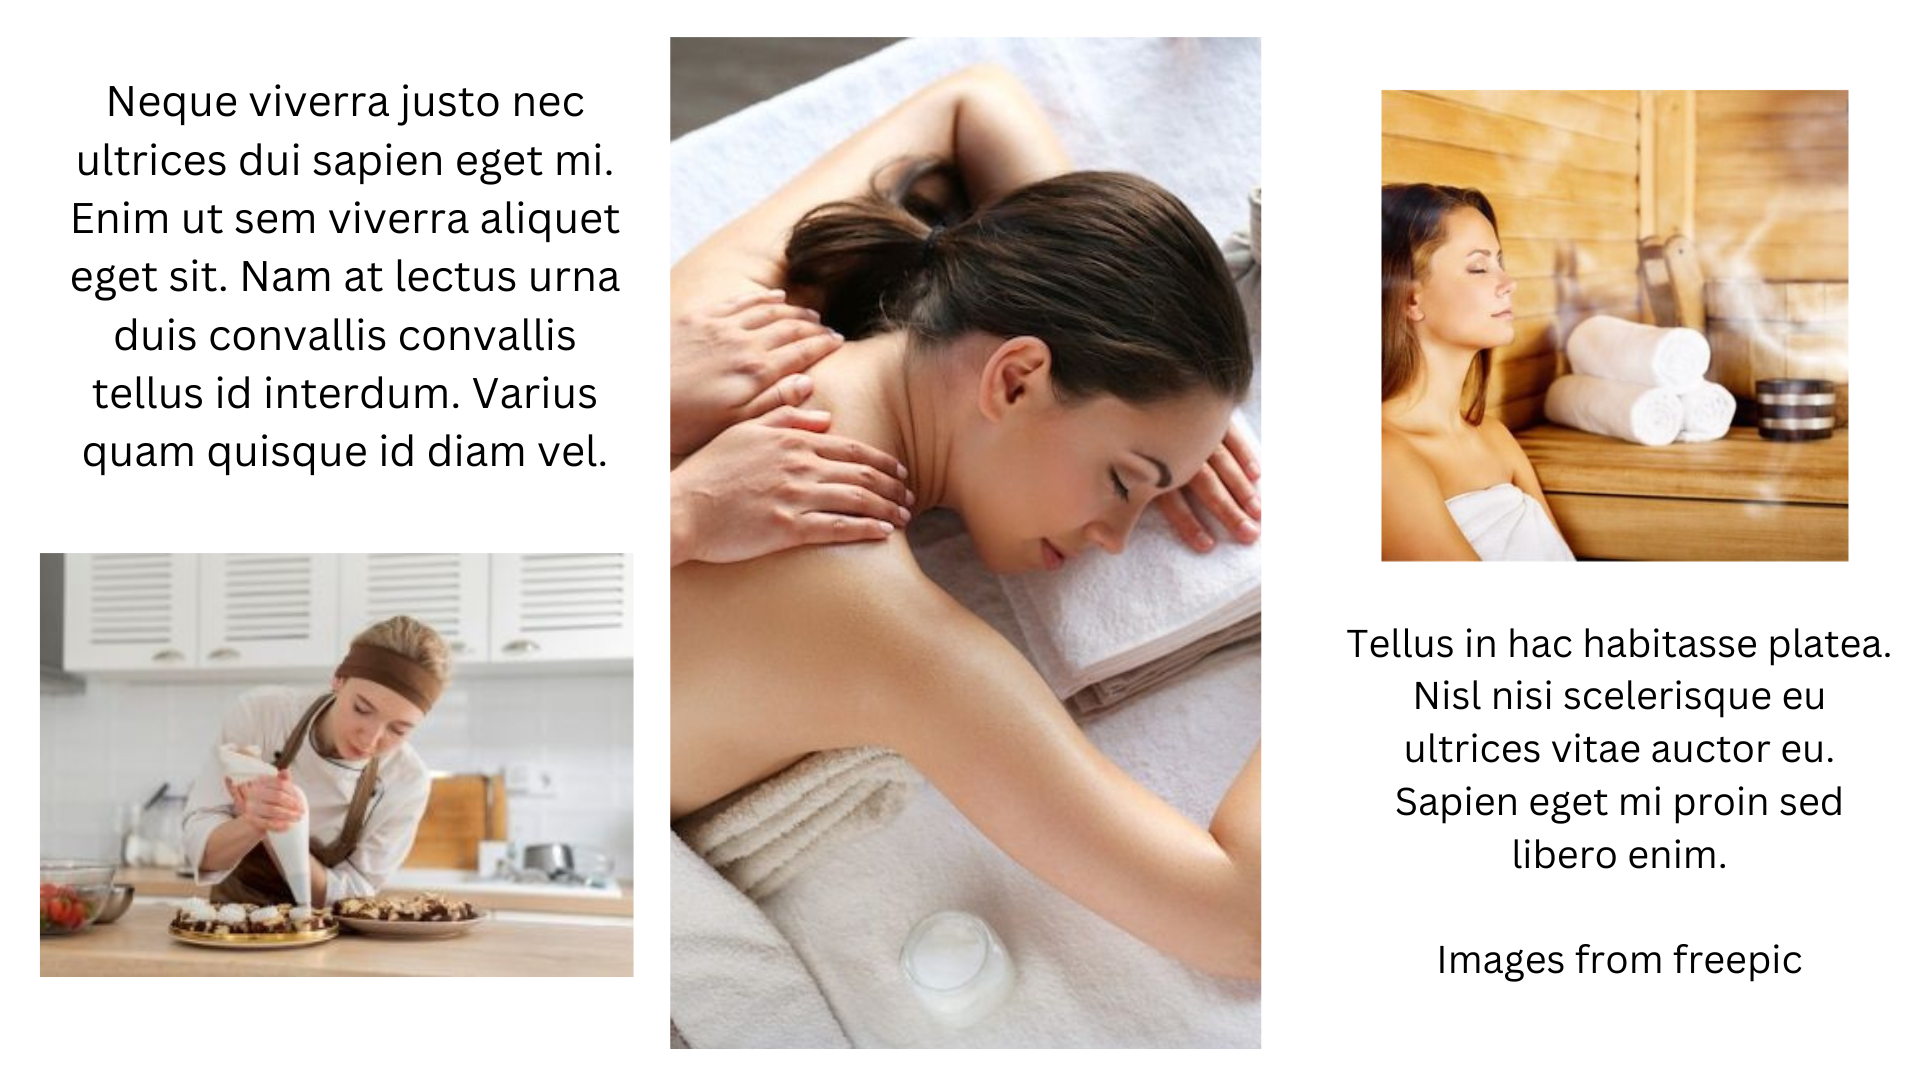 Neque viverra justo nec
ultrices dui sapien eget mi.
Enim ut sem viverra aliquet
eget sit. Nam at lectus urna
duis convallis convallis
tellus id interdum. Varius
quam quisque id diam vel.
Tellus in hac habitasse platea.
Nisl nisi scelerisque eu
ultrices vitae auctor eu.
Sapien eget mi proin sed
libero enim.
Images from freepic